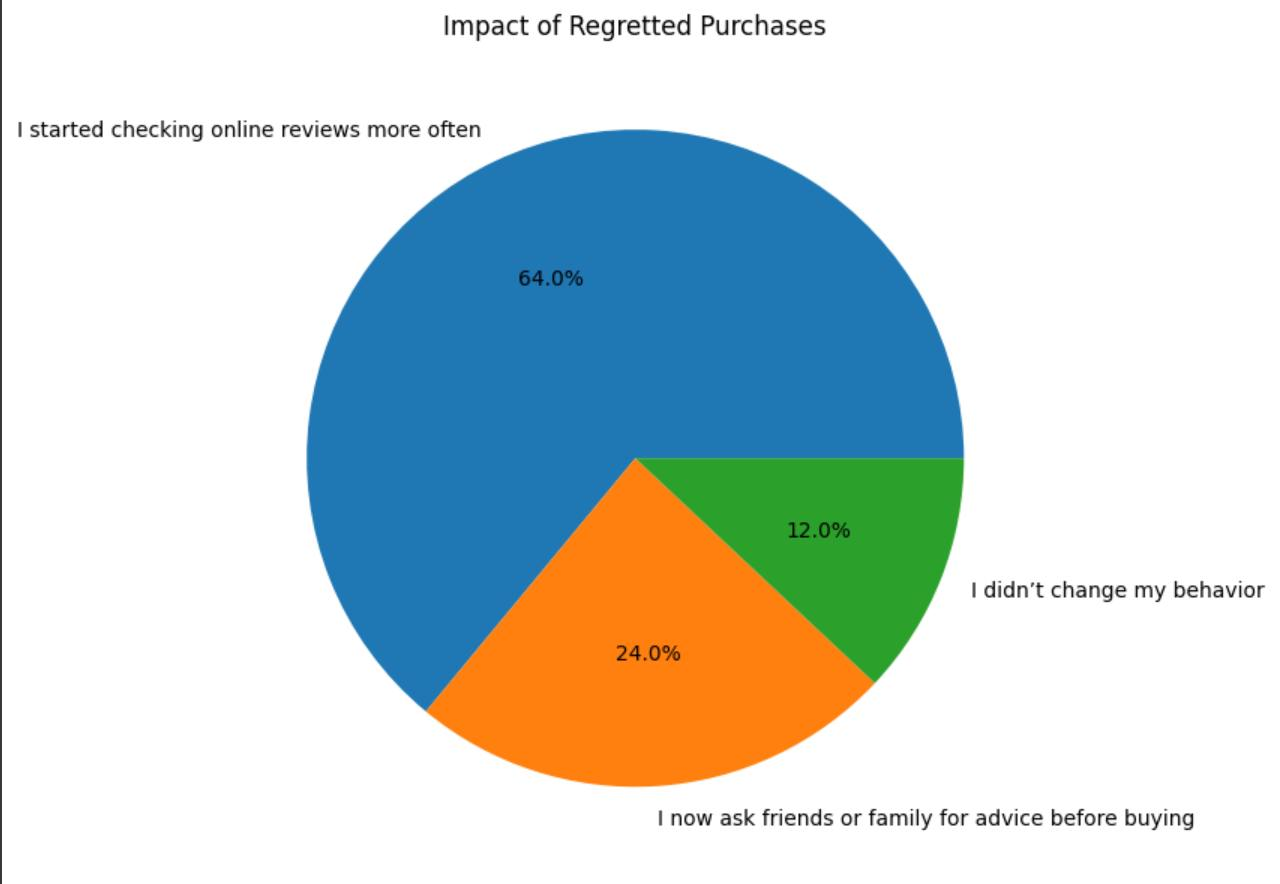 Impact of Regretted Purchases
I started checking online reviews more often
64.0%
12.0%
I didn’t change my behavior
24.0%
I now ask friends or family for advice before buying